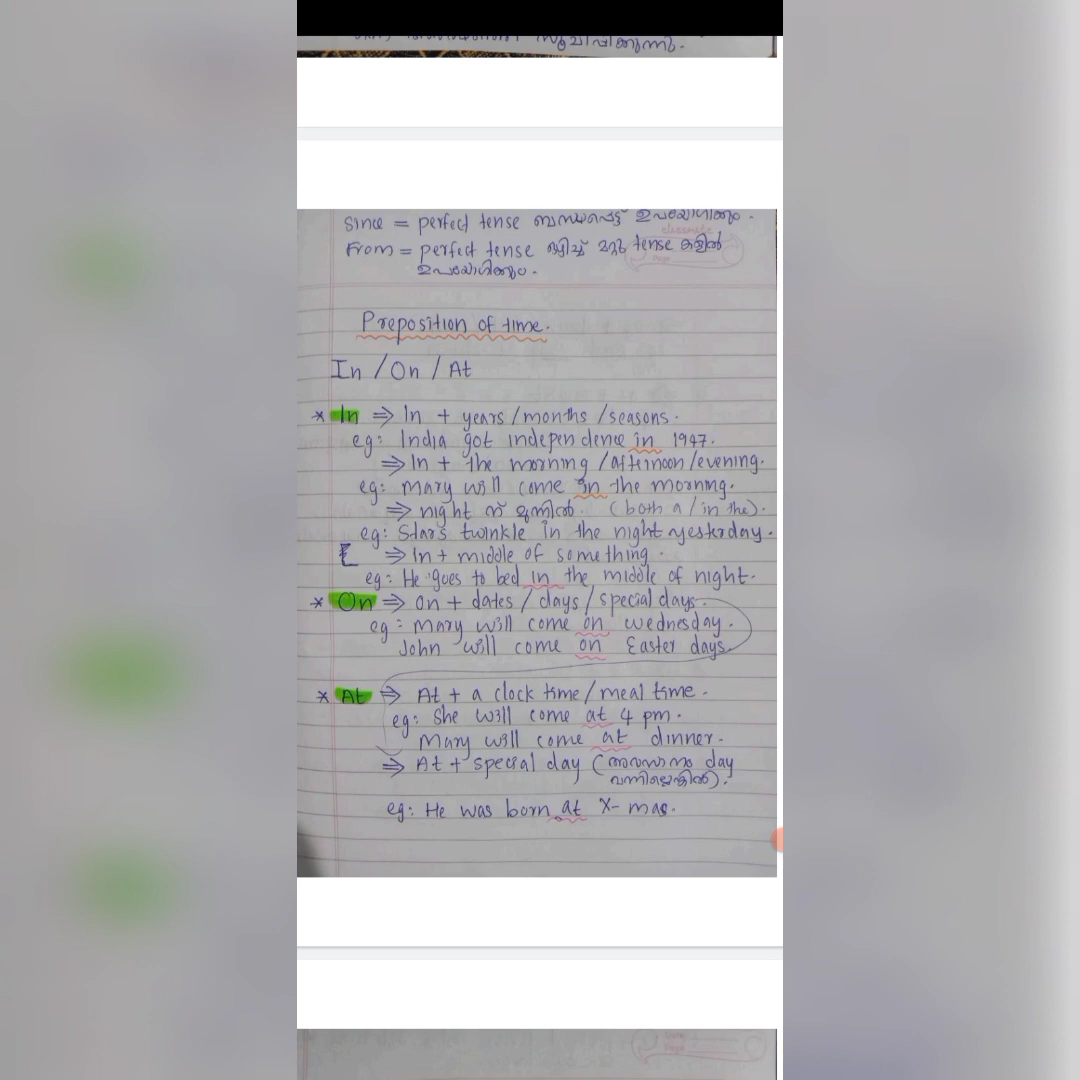 സൂചിപ്പിക്കുന്നു.
Since = perfect tense ബന്ധപ്പെട്ട് ഉപയോഗിക്കും.
From = perfect tense മറ്റു tense കളിൽ
ഉപയോഗിക്കും.
Preposition of time.
In / On / At
* In ⇒ In + years / months / seasons.
eg: India got independence in 1947.
⇒ In + the morning / afternoon / evening.
eg: Mary will come in the morning.
⇒ night ന് മുന്നിൽ. (both a / in the).
eg: Stars twinkle in the night yesterday.
⇒ In + middle of something.
eg: He goes to bed in the middle of night.
* On ⇒ on + dates / days / special days.
eg: Mary will come on wednesday.
John will come on Easter days.
* At ⇒ At + a clock time / meal time.
eg: She will come at 4 pm.
Mary will come at dinner.
⇒ At + special day (അവസാനം day
വന്നില്ലെങ്കിൽ).
eg: He was born at X-mas.